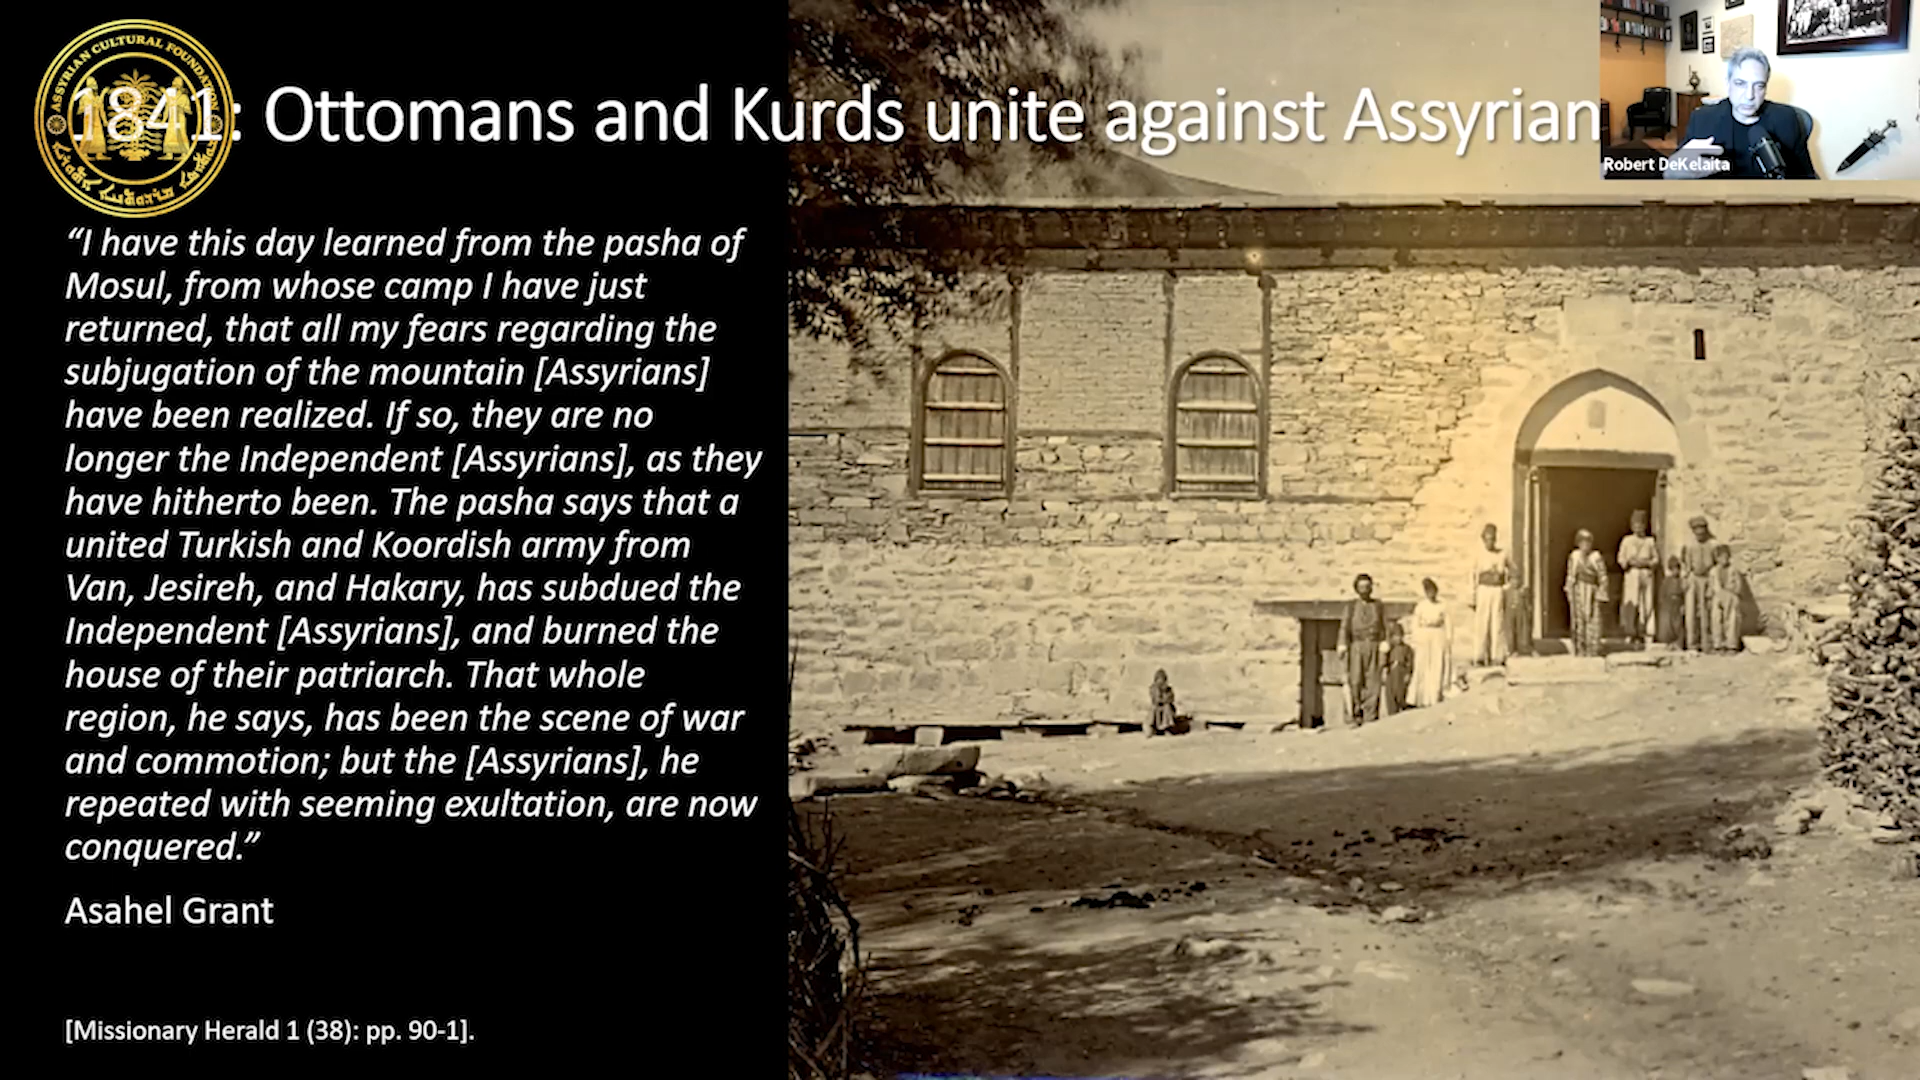 ASSYRIAN CULTURAL FOUNDATION
1841: Ottomans and Kurds unite against Assyrian
Robert DeKelaita
“I have this day learned from the pasha of
Mosul, from whose camp I have just
returned, that all my fears regarding the
subjugation of the mountain [Assyrians]
have been realized. If so, they are no
longer the Independent [Assyrians], as they
have hitherto been. The pasha says that a
united Turkish and Koordish army from
Van, Jesireh, and Hakary, has subdued the
Independent [Assyrians], and burned the
house of their patriarch. That whole
region, he says, has been the scene of war
and commotion; but the [Assyrians], he
repeated with seeming exultation, are now
conquered.”
Asahel Grant
[Missionary Herald 1 (38): pp. 90-1].